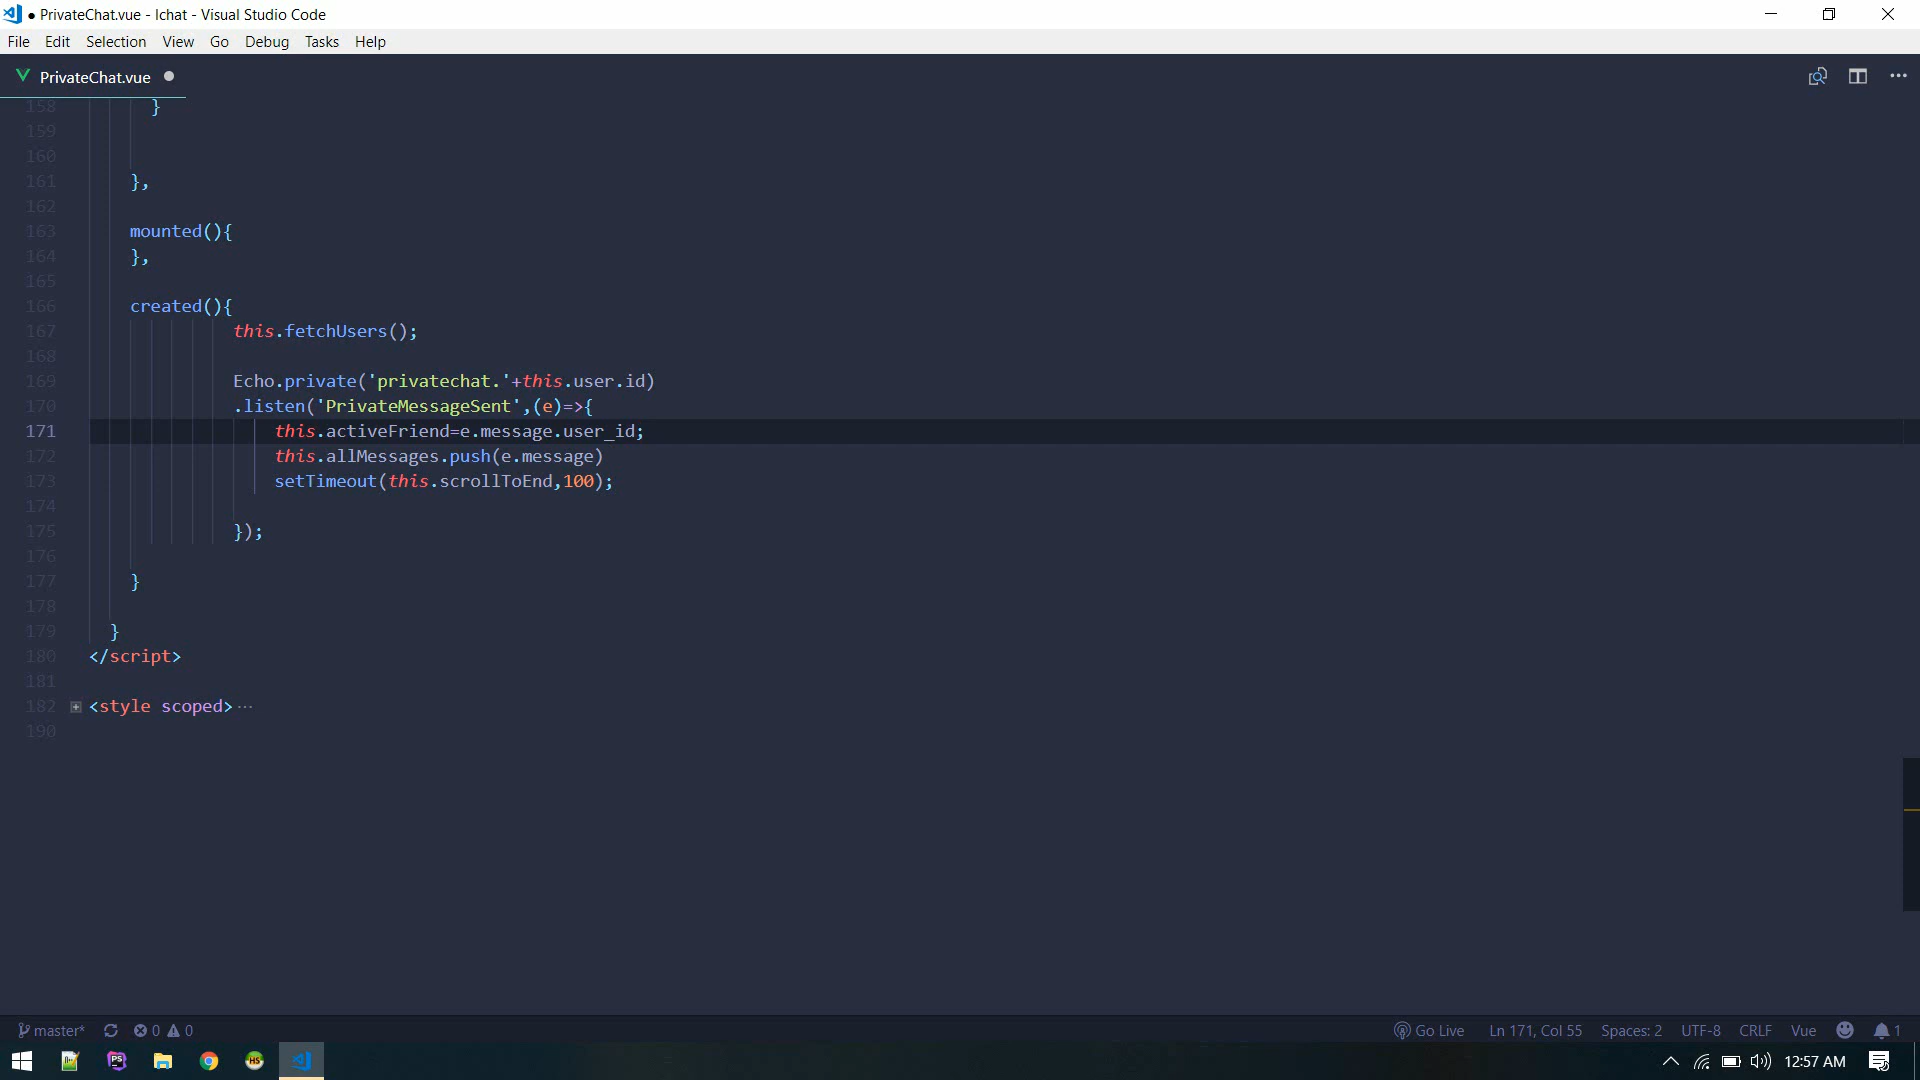 ● PrivateChat.vue - lchat - Visual Studio Code
File Edit Selection View Go Debug Tasks Help
PrivateChat.vue ●
158 }
159
160
161 },
162
163 mounted(){
164 },
165
166 created(){
167 this.fetchUsers();
168
169 Echo.private('privatechat.'+this.user.id)
170 .listen('PrivateMessageSent',(e)=>{
171 this.activeFriend=e.message.user_id;
172 this.allMessages.push(e.message)
173 setTimeout(this.scrollToEnd,100);
174
175 });
176
177 }
178
179 }
180 </script>
181
182 <style scoped>···
190
master* 0 0 Go Live Ln 171, Col 55 Spaces: 2 UTF-8 CRLF Vue 1
PS HS 12:57 AM